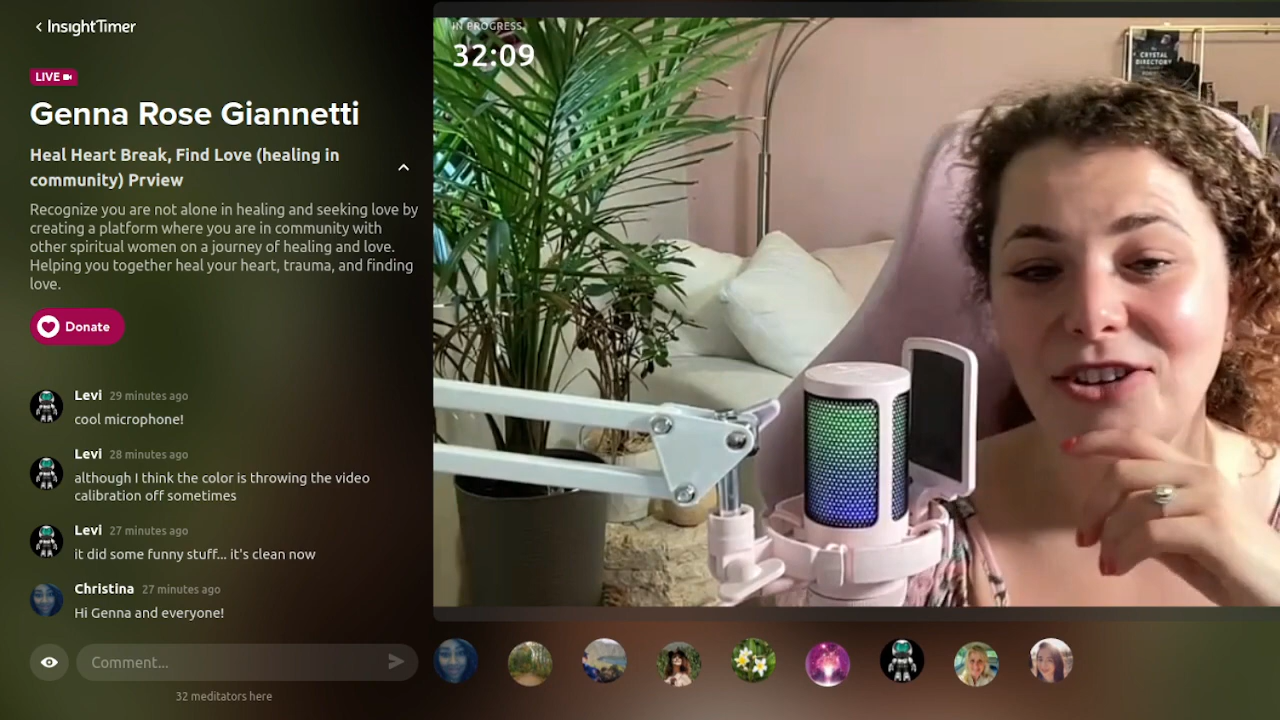 InsightTimer
LIVE
Genna Rose Giannetti
Heal Heart Break, Find Love (healing in
community) Prview
Recognize you are not alone in healing and seeking love by
creating a platform where you are in community with
other spiritual women on a journey of healing and love.
Helping you together heal your heart, trauma, and finding
love.
Donate
Levi 29 minutes ago
cool microphone!
Levi 28 minutes ago
although I think the color is throwing the video
calibration off sometimes
Levi 27 minutes ago
it did some funny stuff... it's clean now
Christina 27 minutes ago
Hi Genna and everyone!
Comment...
32 meditators here
IN PROGRESS
32:09
CRYSTAL
DIRECTORY